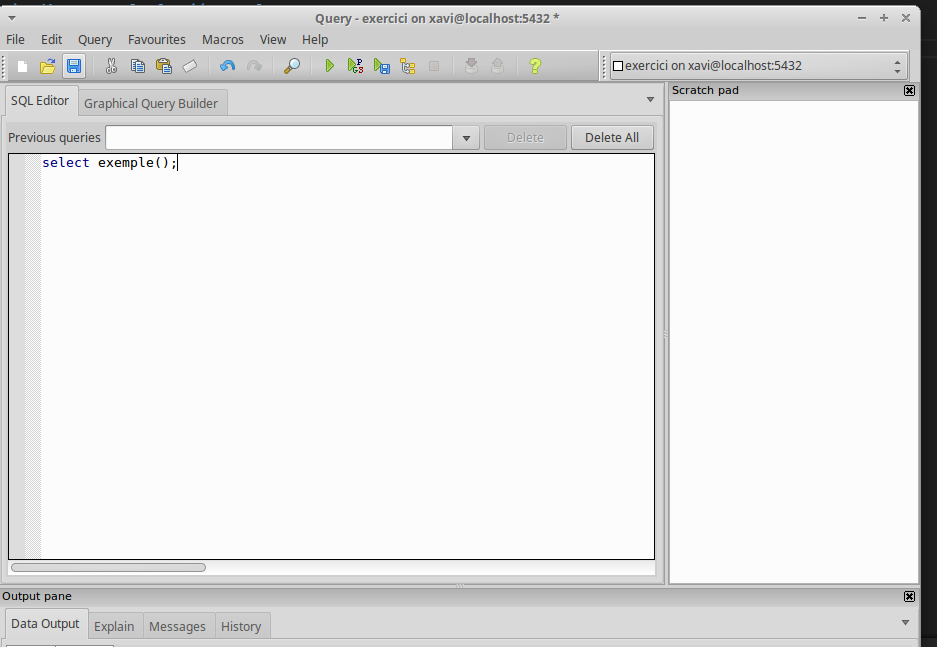 Query - exercici on xavi@localhost:5432 *
File Edit Query Favourites Macros View Help
exercici on xavi@localhost:5432
SQL Editor Graphical Query Builder
Scratch pad
Previous queries Delete Delete All
select exemple();
Output pane
Data Output Explain Messages History